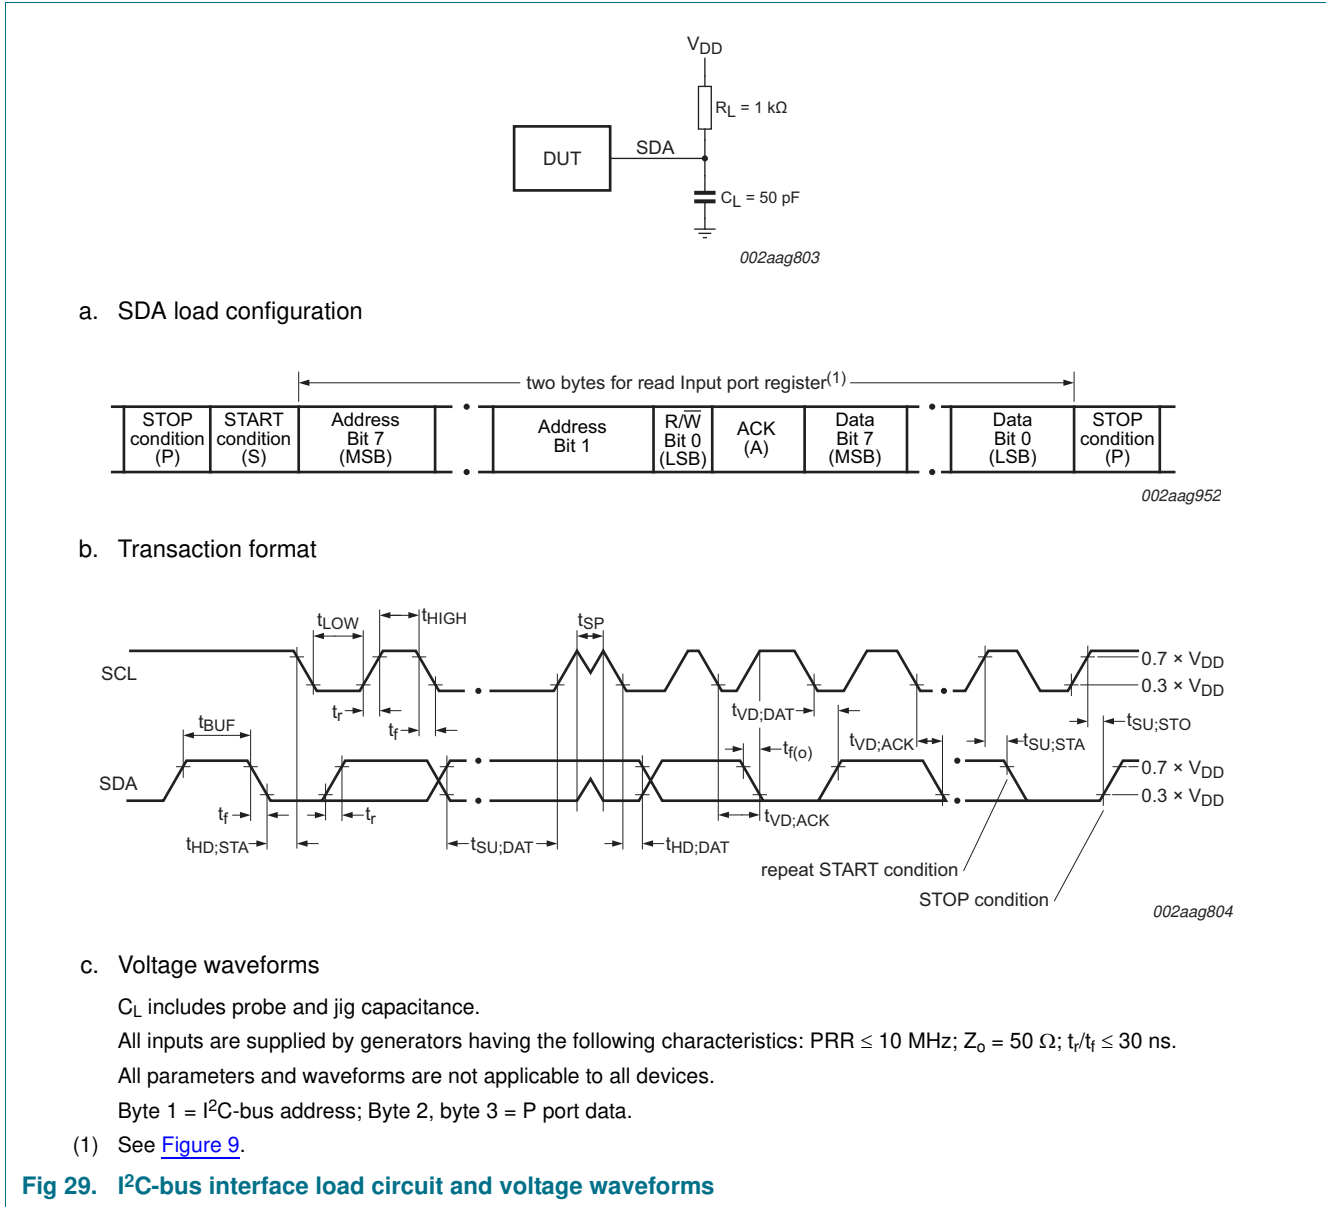 VDD
RL = 1 kΩ
DUT
SDA
CL = 50 pF
002aag803
a. SDA load configuration
two bytes for read Input port register(1)
STOP condition (P)
START condition (S)
Address Bit 7 (MSB)
Address Bit 1
R/W̅ Bit 0 (LSB)
ACK (A)
Data Bit 7 (MSB)
Data Bit 0 (LSB)
STOP condition (P)
002aag952
b. Transaction format
tLOW
tHIGH
tSP
SCL
0.7 × VDD
0.3 × VDD
tr
tf
tVD;DAT
tSU;STO
tBUF
tf(o)
tVD;ACK
tSU;STA
SDA
0.7 × VDD
0.3 × VDD
tf
tr
tVD;ACK
tHD;STA
tSU;DAT
tHD;DAT
repeat START condition
STOP condition
002aag804
c. Voltage waveforms
CL includes probe and jig capacitance.
All inputs are supplied by generators having the following characteristics: PRR ≤ 10 MHz; Zo = 50 Ω; tr/tf ≤ 30 ns.
All parameters and waveforms are not applicable to all devices.
Byte 1 = I²C-bus address; Byte 2, byte 3 = P port data.
(1) See Figure 9.
Fig 29. I²C-bus interface load circuit and voltage waveforms